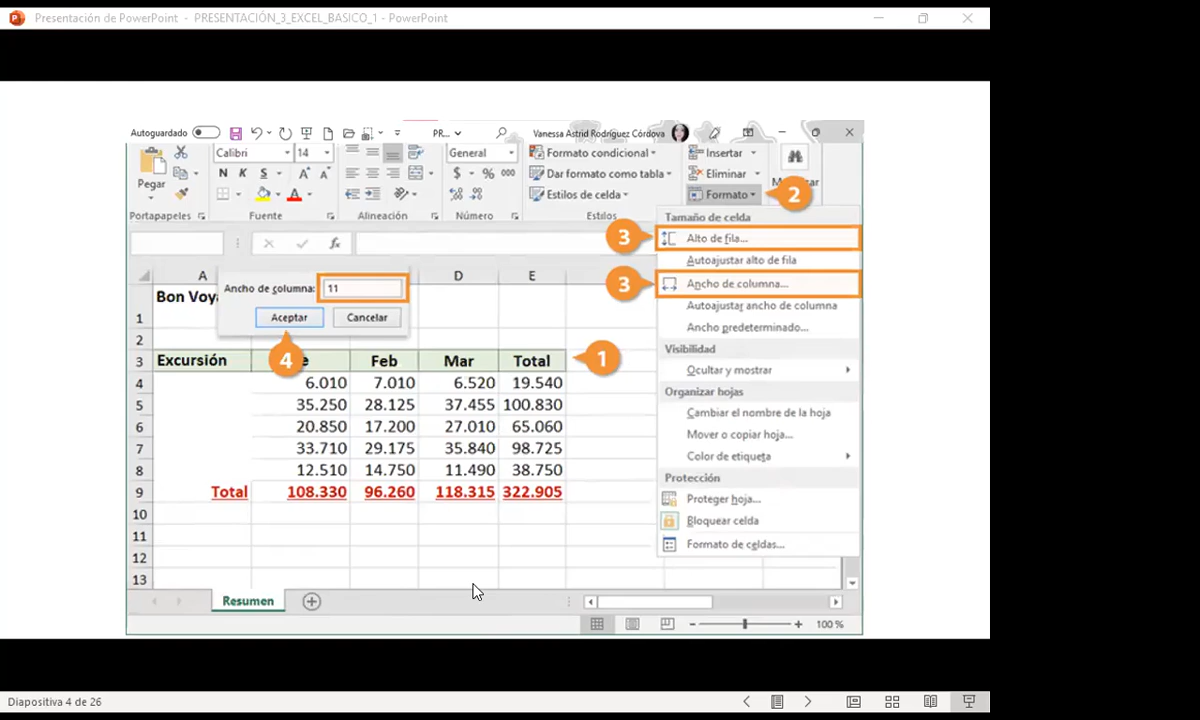 Presentación de PowerPoint - PRESENTACIÓN_3_EXCEL_BASICO_1 - PowerPoint
Autoguardado PR... Vanessa Astrid Rodríguez Córdova
Pegar
Portapapeles
Calibri 14
N K S A A
A
Fuente
Alineación
General
$ % 000
Número
Formato condicional
Dar formato como tabla
Estilos de celda
Estilos
Insertar
Eliminar
Formato
2
fx
Tamaño de celda
3 Alto de fila...
Autoajustar alto de fila
3 Ancho de columna...
Autoajustar ancho de columna
Ancho predeterminado...
Visibilidad
Ocultar y mostrar
Organizar hojas
Cambiar el nombre de la hoja
Mover o copiar hoja...
Color de etiqueta
Protección
Proteger hoja...
Bloquear celda
Formato de celdas...
A D E
Ancho de columna: 11
Aceptar Cancelar
4
1 Bon Voya
2
3 Excursión e Feb Mar Total
1
4 6.010 7.010 6.520 19.540
5 35.250 28.125 37.455 100.830
6 20.850 17.200 27.010 65.060
7 33.710 29.175 35.840 98.725
8 12.510 14.750 11.490 38.750
9 Total 108.330 96.260 118.315 322.905
10
11
12
13
Resumen
100 %
Diapositiva 4 de 26